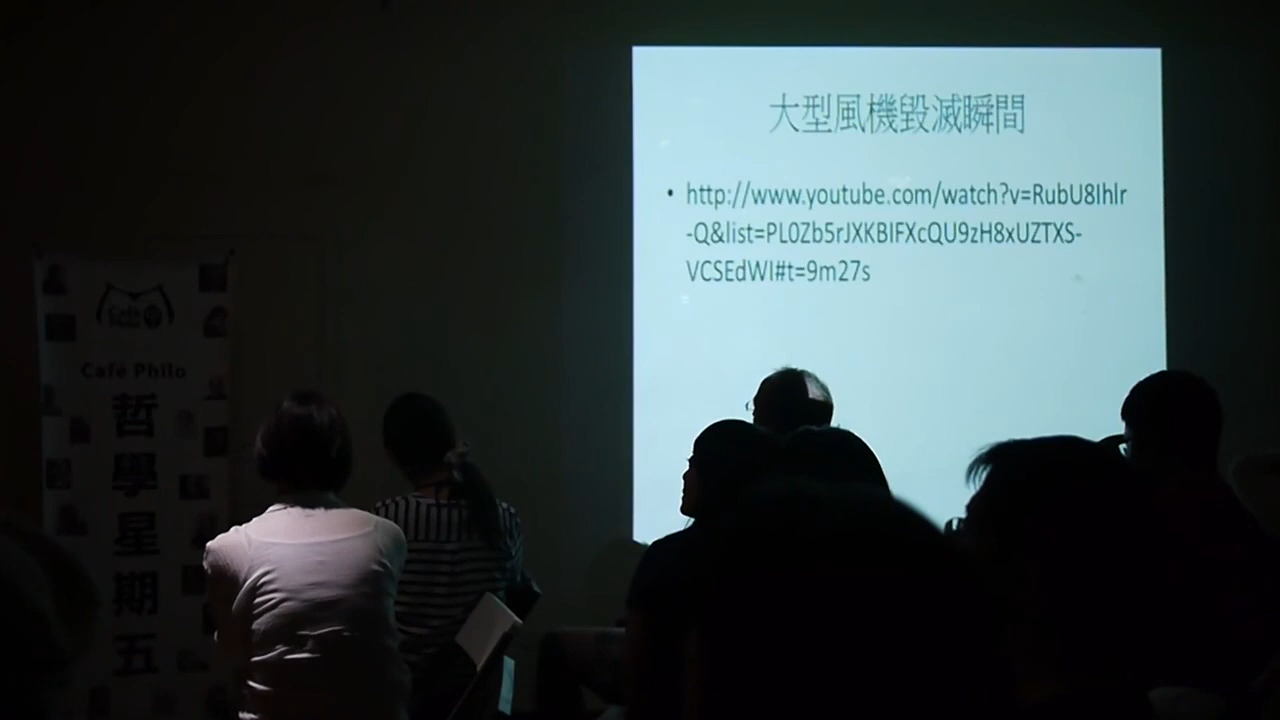 大型風機毀滅瞬間
• http://www.youtube.com/watch?v=RubU8Ihlr
-Q&list=PL0Zb5rJXKBIFXcQU9zH8xUZTXS-
VCSEdWI#t=9m27s
Café Philo
哲學星期五